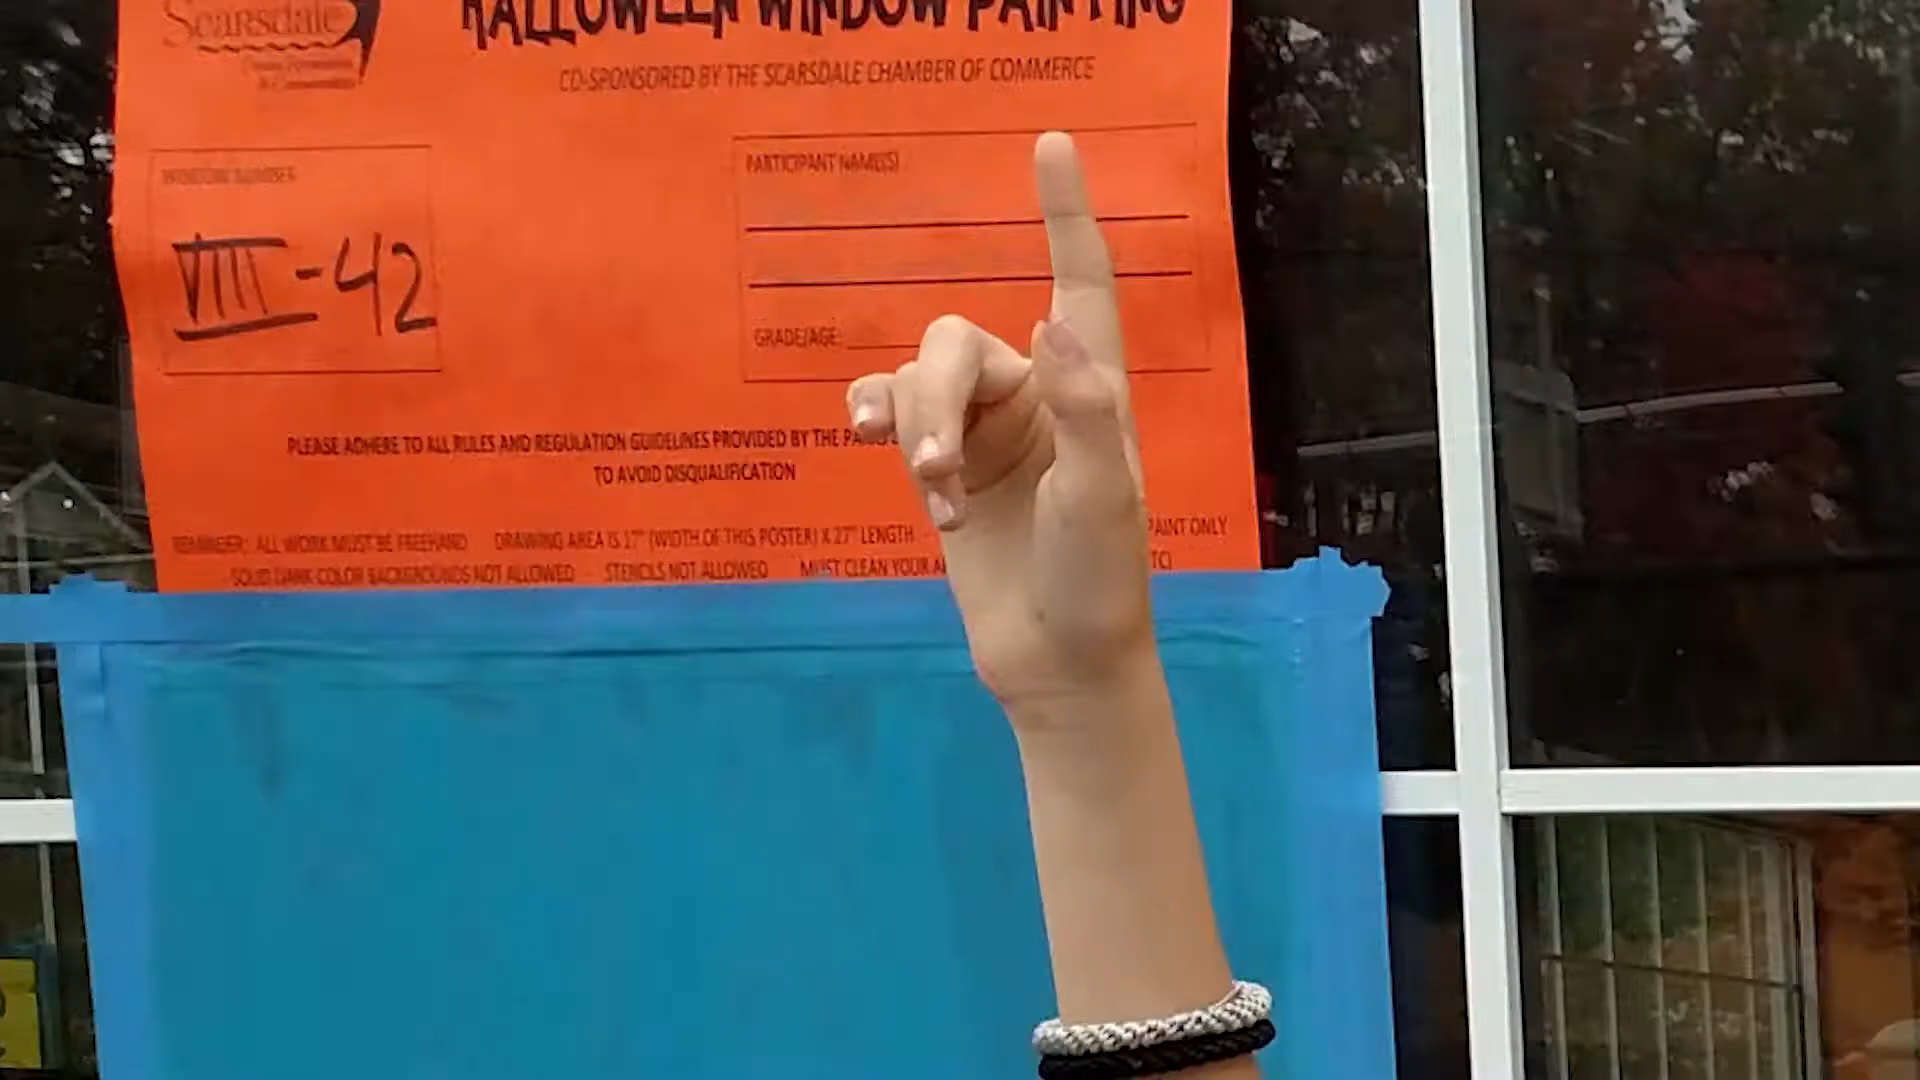 Scarsdale
HALLOWEEN WINDOW PAINTING
CO-SPONSORED BY THE SCARSDALE CHAMBER OF COMMERCE
WINDOW NUMBER
VIII-42
PARTICIPANT NAME(S)
GRADE/AGE:
PLEASE ADHERE TO ALL RULES AND REGULATION GUIDELINES PROVIDED BY THE
TO AVOID DISQUALIFICATION
REMINDER: ALL WORK MUST BE FREEHAND DRAWING AREA IS 17" (WIDTH OF THIS POSTER) X 27" LENGTH PAINT ONLY
SOLID DARK COLOR BACKGROUNDS NOT ALLOWED STENCILS NOT ALLOWED MUST CLEAN YOUR